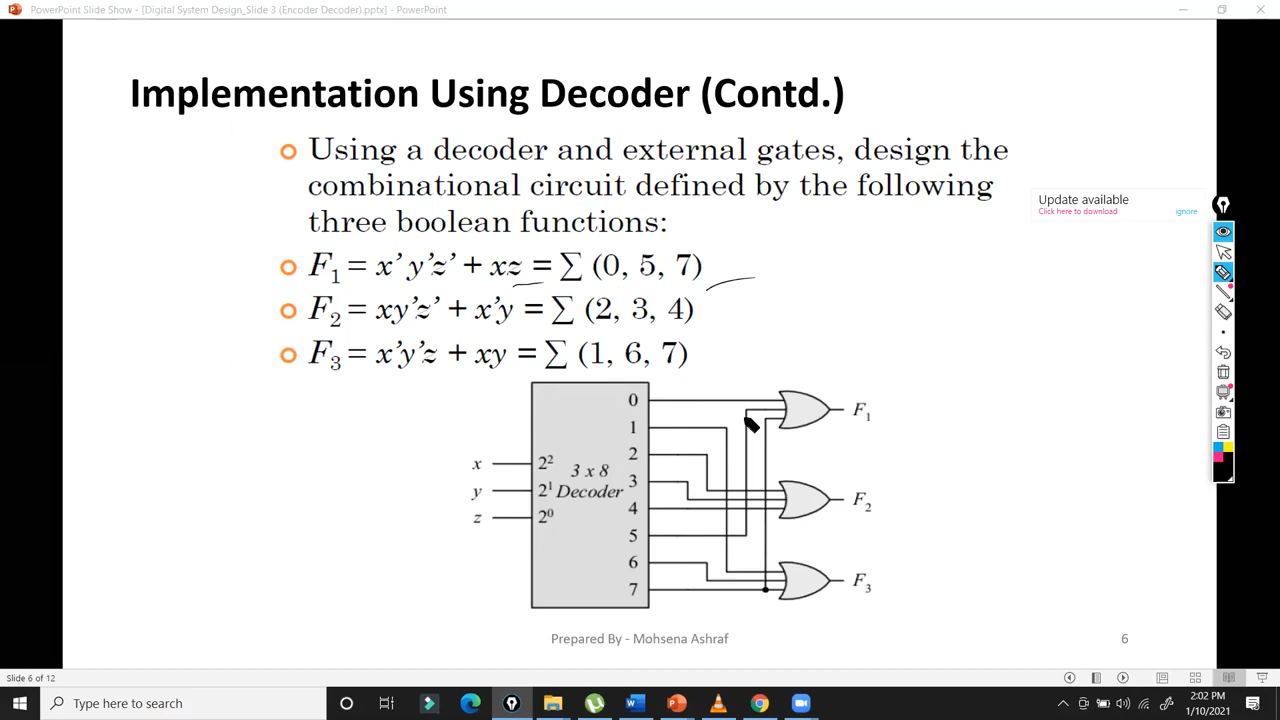 PowerPoint Slide Show - [Digital System Design_Slide 3 (Encoder Decoder).pptx] - PowerPoint
Implementation Using Decoder (Contd.)
Using a decoder and external gates, design the
combinational circuit defined by the following
three boolean functions:
F₁ = x’ y’z’ + xz = ∑ (0, 5, 7)
F₂ = xy’z’ + x’y = ∑ (2, 3, 4)
F₃ = x’y’z + xy = ∑ (1, 6, 7)
Update available
Click here to download ignore
0
1
2
3
4
5
6
7
x 2²
y 2¹
z 2⁰
3 x 8
Decoder
F₁
F₂
F₃
Prepared By - Mohsena Ashraf 6
Slide 6 of 12
Type here to search
2:02 PM
1/10/2021